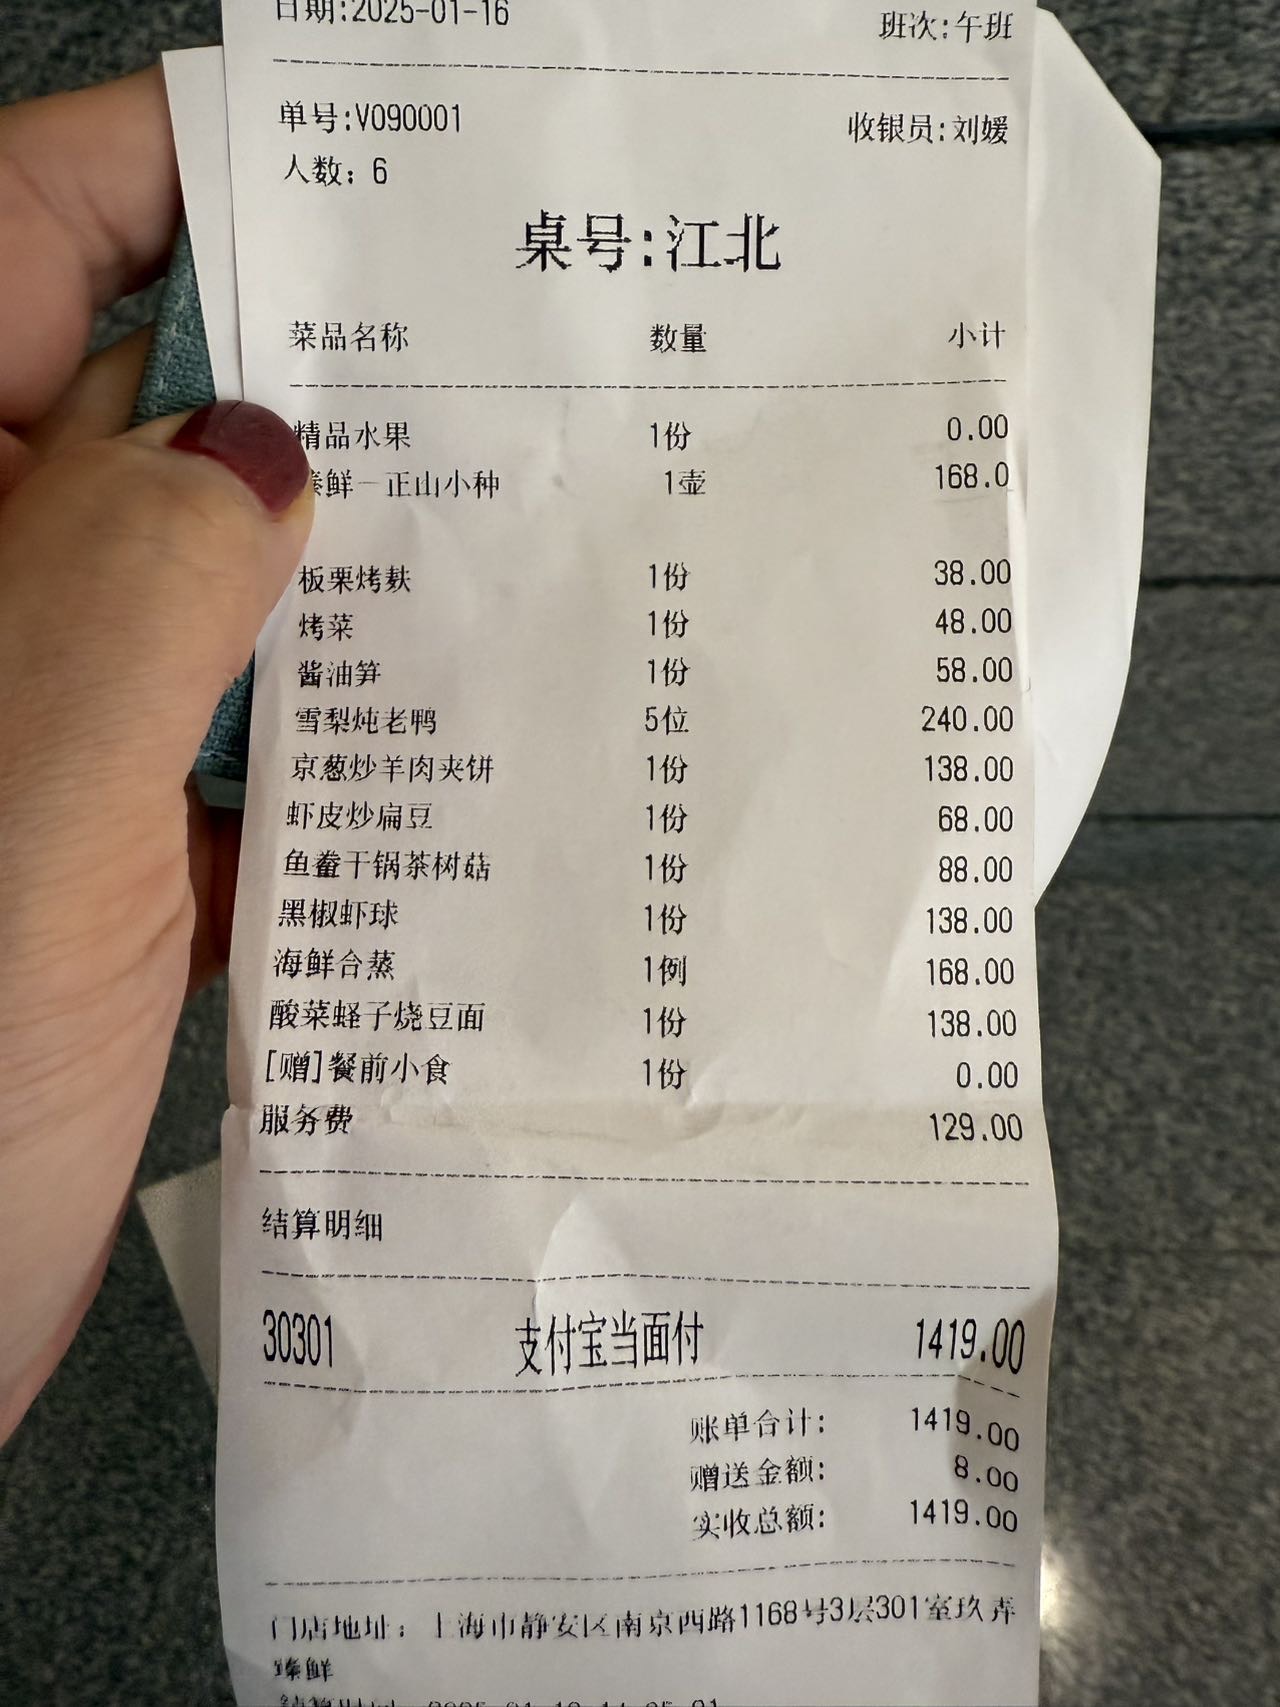 日期:2025-01-16 班次:午班
单号:V090001 收银员:刘媛
人数: 6
桌号:江北
菜品名称 数量 小计
精品水果 1份 0.00
臻鲜一正山小种 1壶 168.0
板栗烤麸 1份 38.00
烤菜 1份 48.00
酱油笋 1份 58.00
雪梨炖老鸭 5位 240.00
京葱炒羊肉夹饼 1份 138.00
虾皮炒扁豆 1份 68.00
鱼鲞干锅茶树菇 1份 88.00
黑椒虾球 1份 138.00
海鲜合蒸 1例 168.00
酸菜蛏子烧豆面 1份 138.00
[赠]餐前小食 1份 0.00
服务费 129.00
结算明细
30301 支付宝当面付 1419.00
账单合计: 1419.00
赠送金额: 8.00
实收总额: 1419.00
门店地址: 上海市静安区南京西路1168号3层301室玖弄
臻鲜
结算时间: